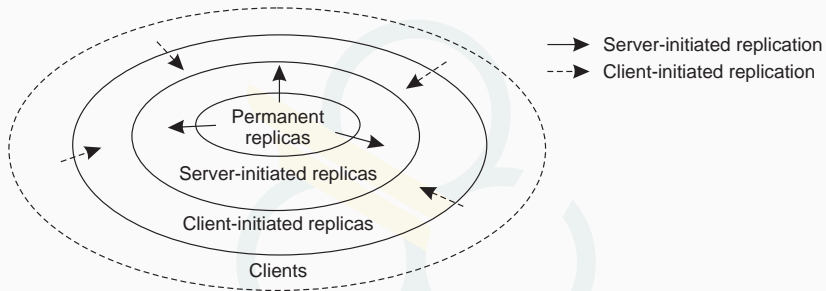 Server-initiated replication
Client-initiated replication
Permanent
replicas
Server-initiated replicas
Client-initiated replicas
Clients